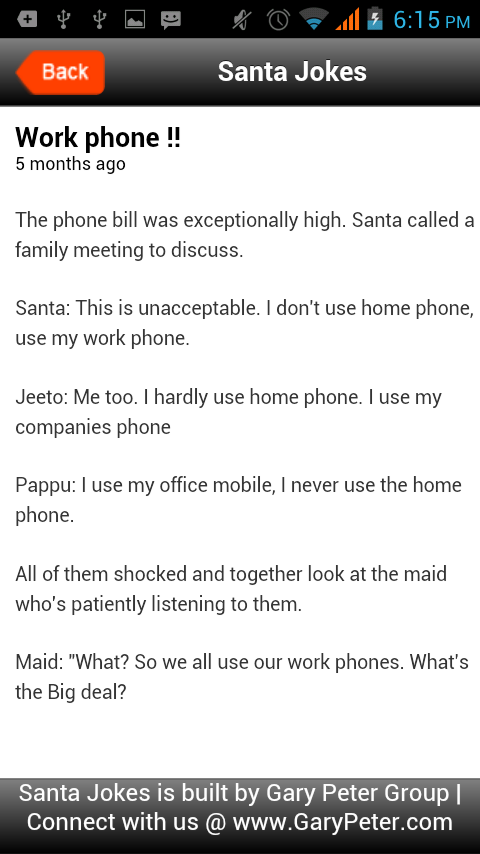 6:15 PM
Back
Santa Jokes
Work phone !!
5 months ago
The phone bill was exceptionally high. Santa called a
family meeting to discuss.
Santa: This is unacceptable. I don't use home phone,
use my work phone.
Jeeto: Me too. I hardly use home phone. I use my
companies phone
Pappu: I use my office mobile, I never use the home
phone.
All of them shocked and together look at the maid
who's patiently listening to them.
Maid: "What? So we all use our work phones. What's
the Big deal?
Santa Jokes is built by Gary Peter Group |
Connect with us @ www.GaryPeter.com